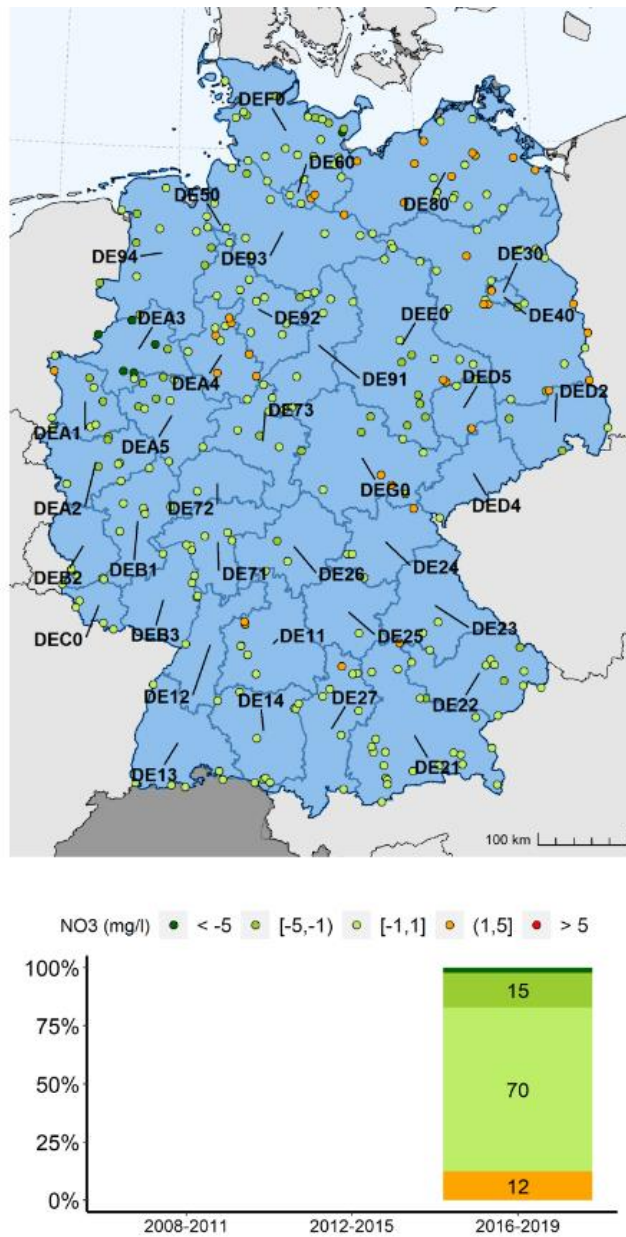 DEF0
DE60
DE50
DE80
DE94
DE93
DE30
DEA3
DE92
DEE0
DE40
DEA4
DE91
DED5
DED2
DEA1
DE73
DEA5
DEG0
DED4
DEA2
DE72
DEB2
DEB1
DE71
DE26
DE24
DEC0
DEB3
DE11
DE25
DE23
DE12
DE14
DE27
DE22
DE13
DE21
100 km
NO3 (mg/l) < -5 [-5,-1) [-1,1] (1,5] > 5
100%
15
75%
50%
70
25%
12
0%
2008-2011 2012-2015 2016-2019